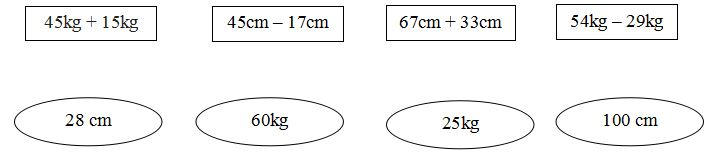 45kg + 15kg 45cm – 17cm 67cm + 33cm 54kg – 29kg
28 cm 60kg 25kg 100 cm